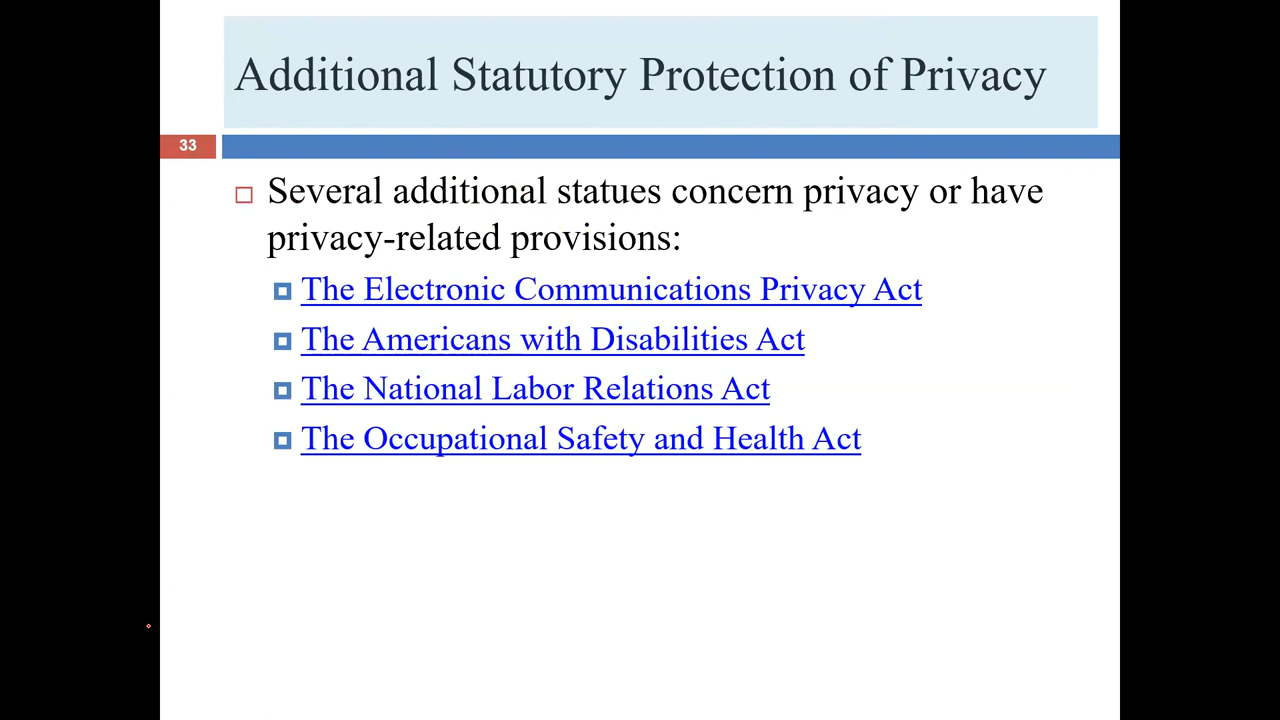 Additional Statutory Protection of Privacy
33
Several additional statues concern privacy or have
privacy-related provisions:
The Electronic Communications Privacy Act
The Americans with Disabilities Act
The National Labor Relations Act
The Occupational Safety and Health Act